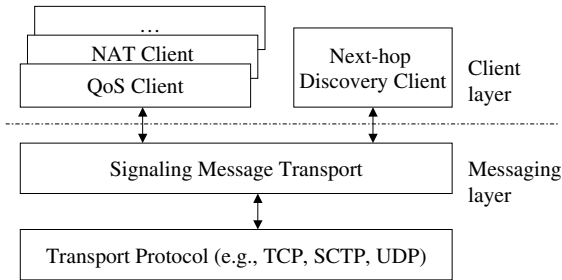 ...
NAT Client
QoS Client
Next-hop
Discovery Client
Client
layer
Signaling Message Transport
Messaging
layer
Transport Protocol (e.g., TCP, SCTP, UDP)